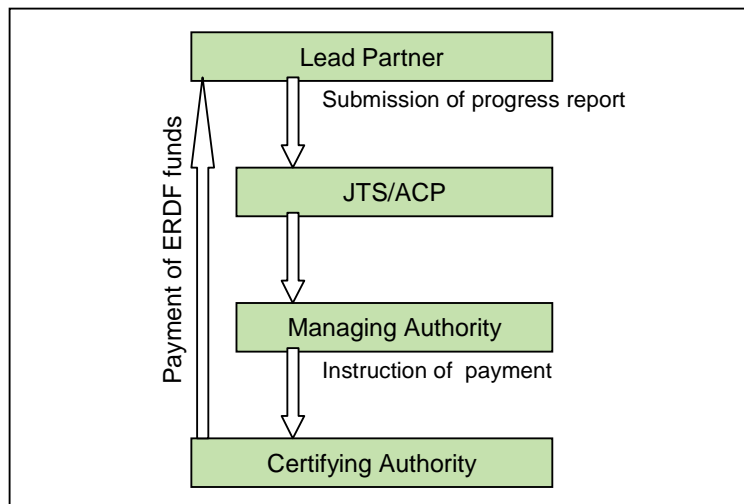 Lead Partner
Submission of progress report
Payment of ERDF funds
JTS/ACP
Managing Authority
Instruction of  payment
Certifying Authority